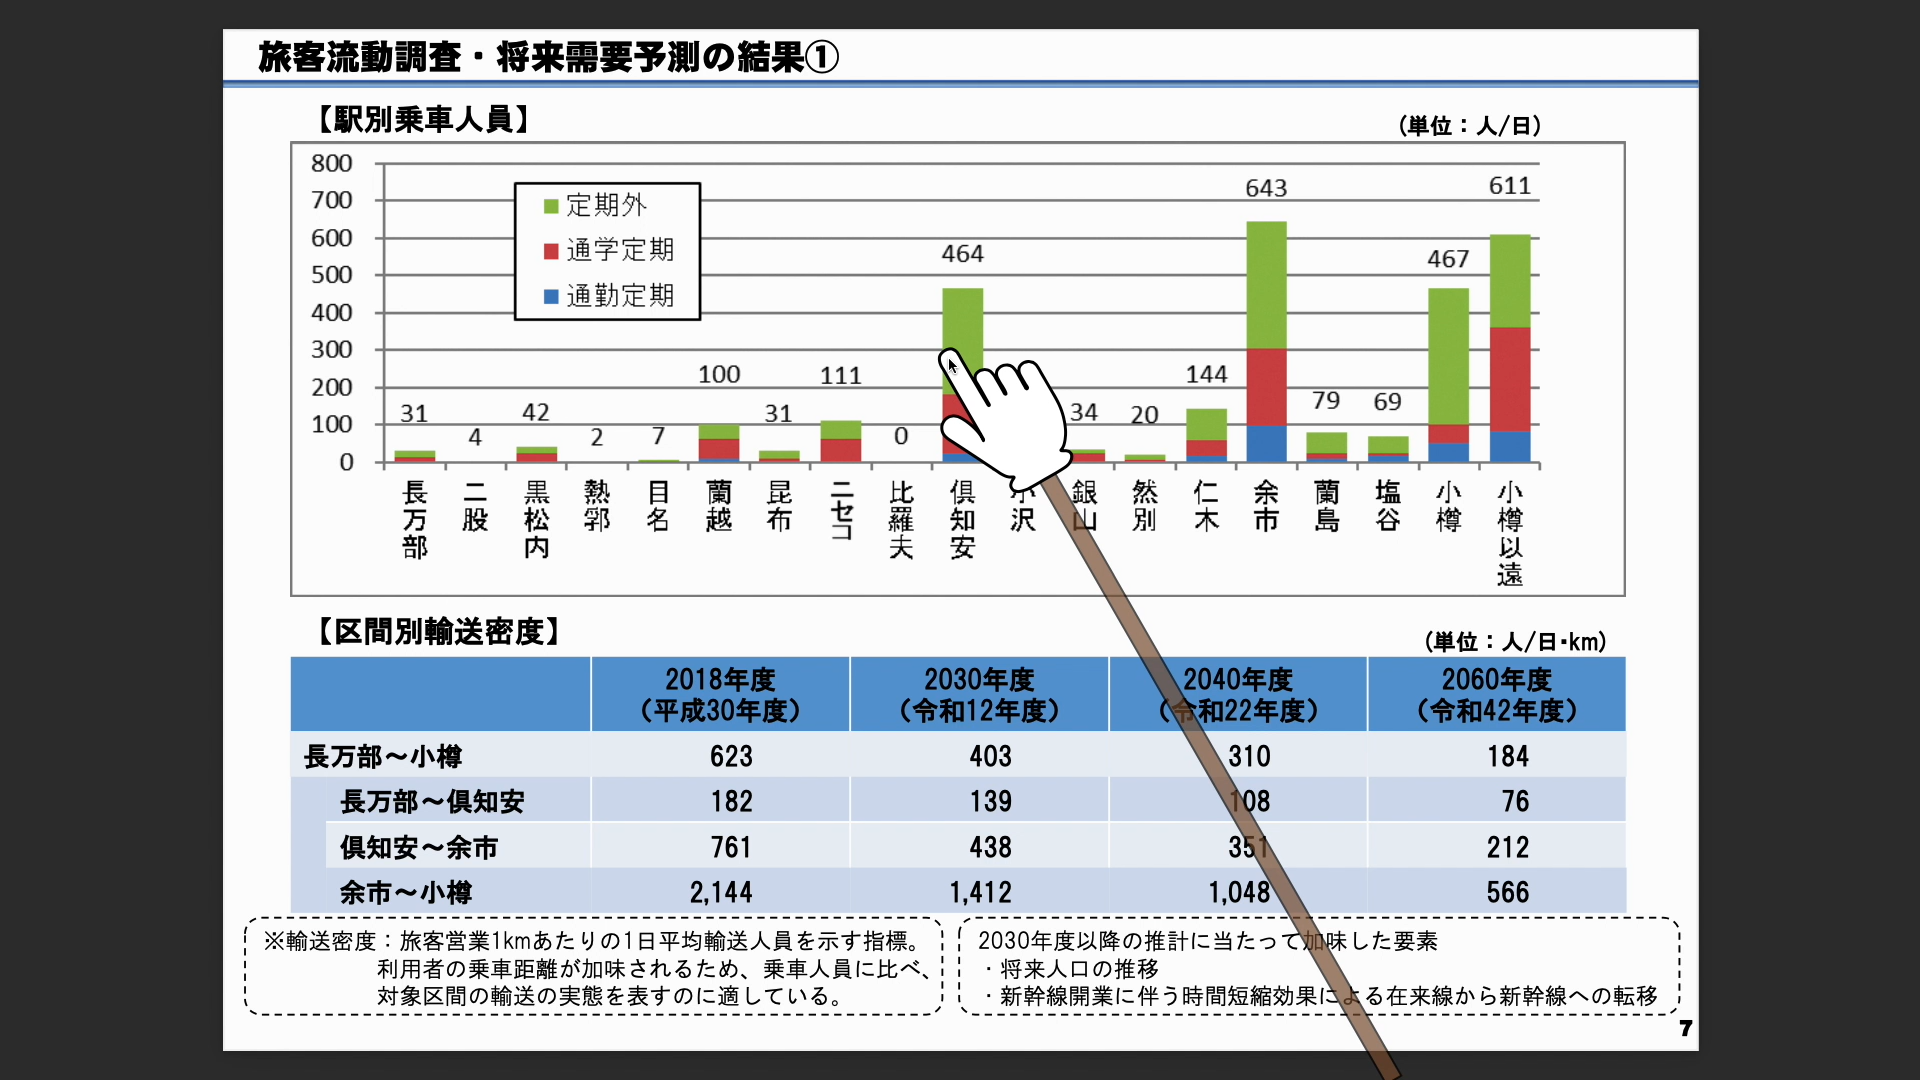 旅客流動調査・将来需要予測の結果①
【駅別乗車人員】
(単位：人/日)
800
700
600
500
400
300
200
100
0
定期外
通学定期
通勤定期
31
4
42
2
7
100
31
111
0
464
34
20
144
643
79
69
467
611
長万部
二股
黒松内
熱郛
目名
蘭越
昆布
ニセコ
比羅夫
倶知安
小沢
銀山
然別
仁木
余市
蘭島
塩谷
小樽
小樽以遠
【区間別輸送密度】
(単位：人/日・km)
2018年度 2030年度 2040年度 2060年度
（平成30年度） （令和12年度） （令和22年度） （令和42年度）
長万部～小樽 623 403 310 184
長万部～倶知安 182 139 108 76
倶知安～余市 761 438 351 212
余市～小樽 2,144 1,412 1,048 566
※輸送密度：旅客営業1kmあたりの1日平均輸送人員を示す指標。
利用者の乗車距離が加味されるため、乗車人員に比べ、
対象区間の輸送の実態を表すのに適している。
2030年度以降の推計に当たって加味した要素
・将来人口の推移
・新幹線開業に伴う時間短縮効果による在来線から新幹線への転移
7